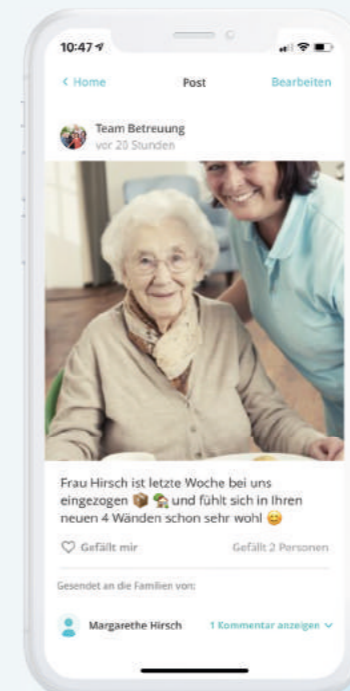 10:47
< Home Post Bearbeiten
Team Betreuung
vor 20 Stunden
Frau Hirsch ist letzte Woche bei uns
eingezogen 📦 🏡 und fühlt sich in Ihren
neuen 4 Wänden schon sehr wohl 😄
Gefällt mir Gefällt 2 Personen
Gesendet an die Familien von:
Margarethe Hirsch 1 Kommentar anzeigen